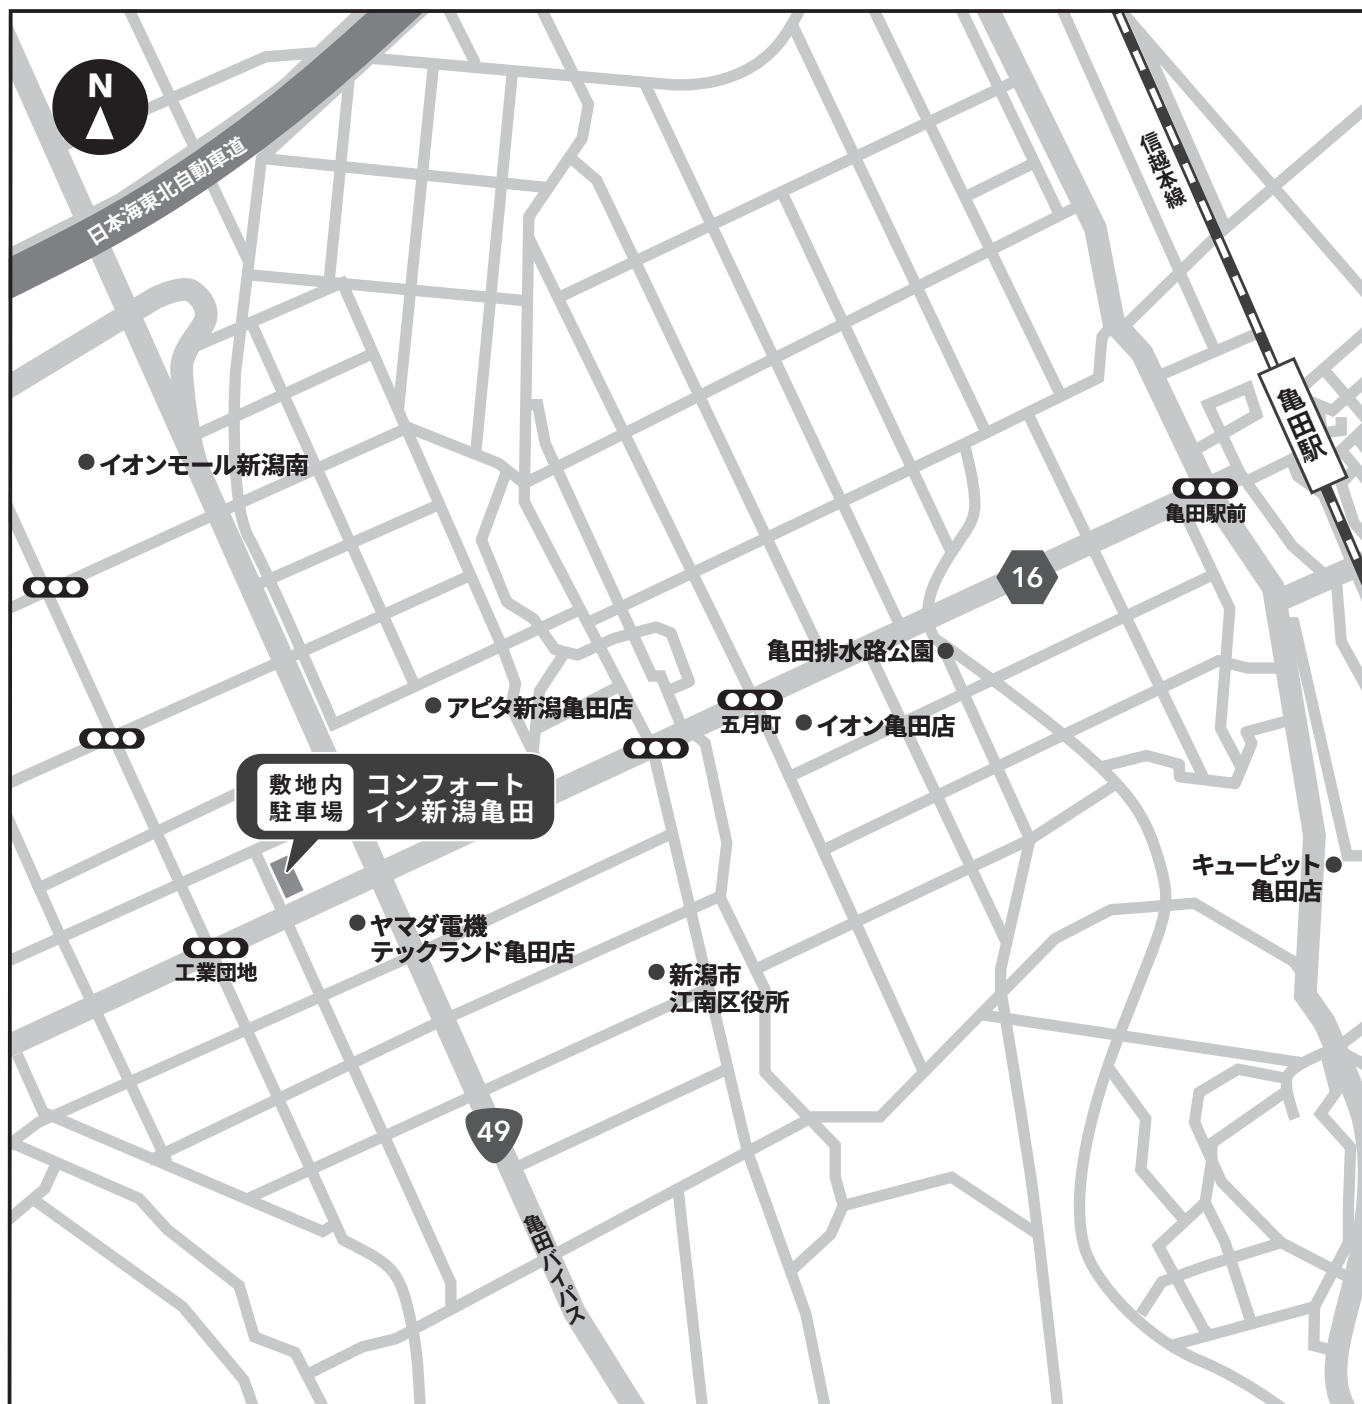 N
日本海東北自動車道
信越本線
亀田駅
イオンモール新潟南
亀田駅前
16
亀田排水路公園
アピタ新潟亀田店
五月町
イオン亀田店
敷地内
駐車場
コンフォート
イン新潟亀田
キューピット
亀田店
ヤマダ電機
テックランド亀田店
工業団地
新潟市
江南区役所
49
亀田バイパス